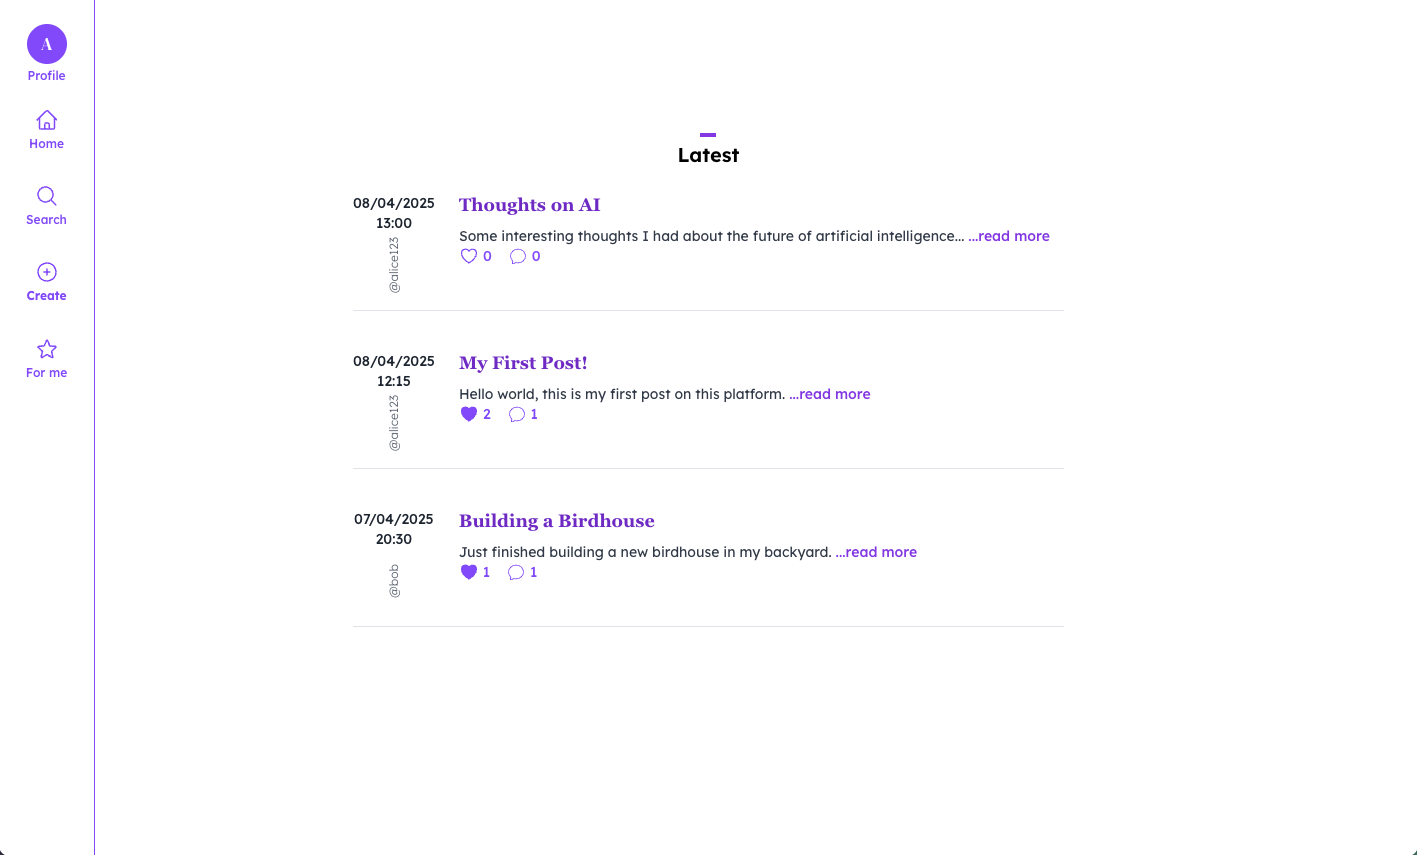 A
Profile
Home
Search
Create
For me
Latest
08/04/2025
13:00
@alice123
Thoughts on AI
Some interesting thoughts I had about the future of artificial intelligence... ...read more
0 0
08/04/2025
12:15
@alice123
My First Post!
Hello world, this is my first post on this platform. ...read more
2 1
07/04/2025
20:30
@bob
Building a Birdhouse
Just finished building a new birdhouse in my backyard. ...read more
1 1